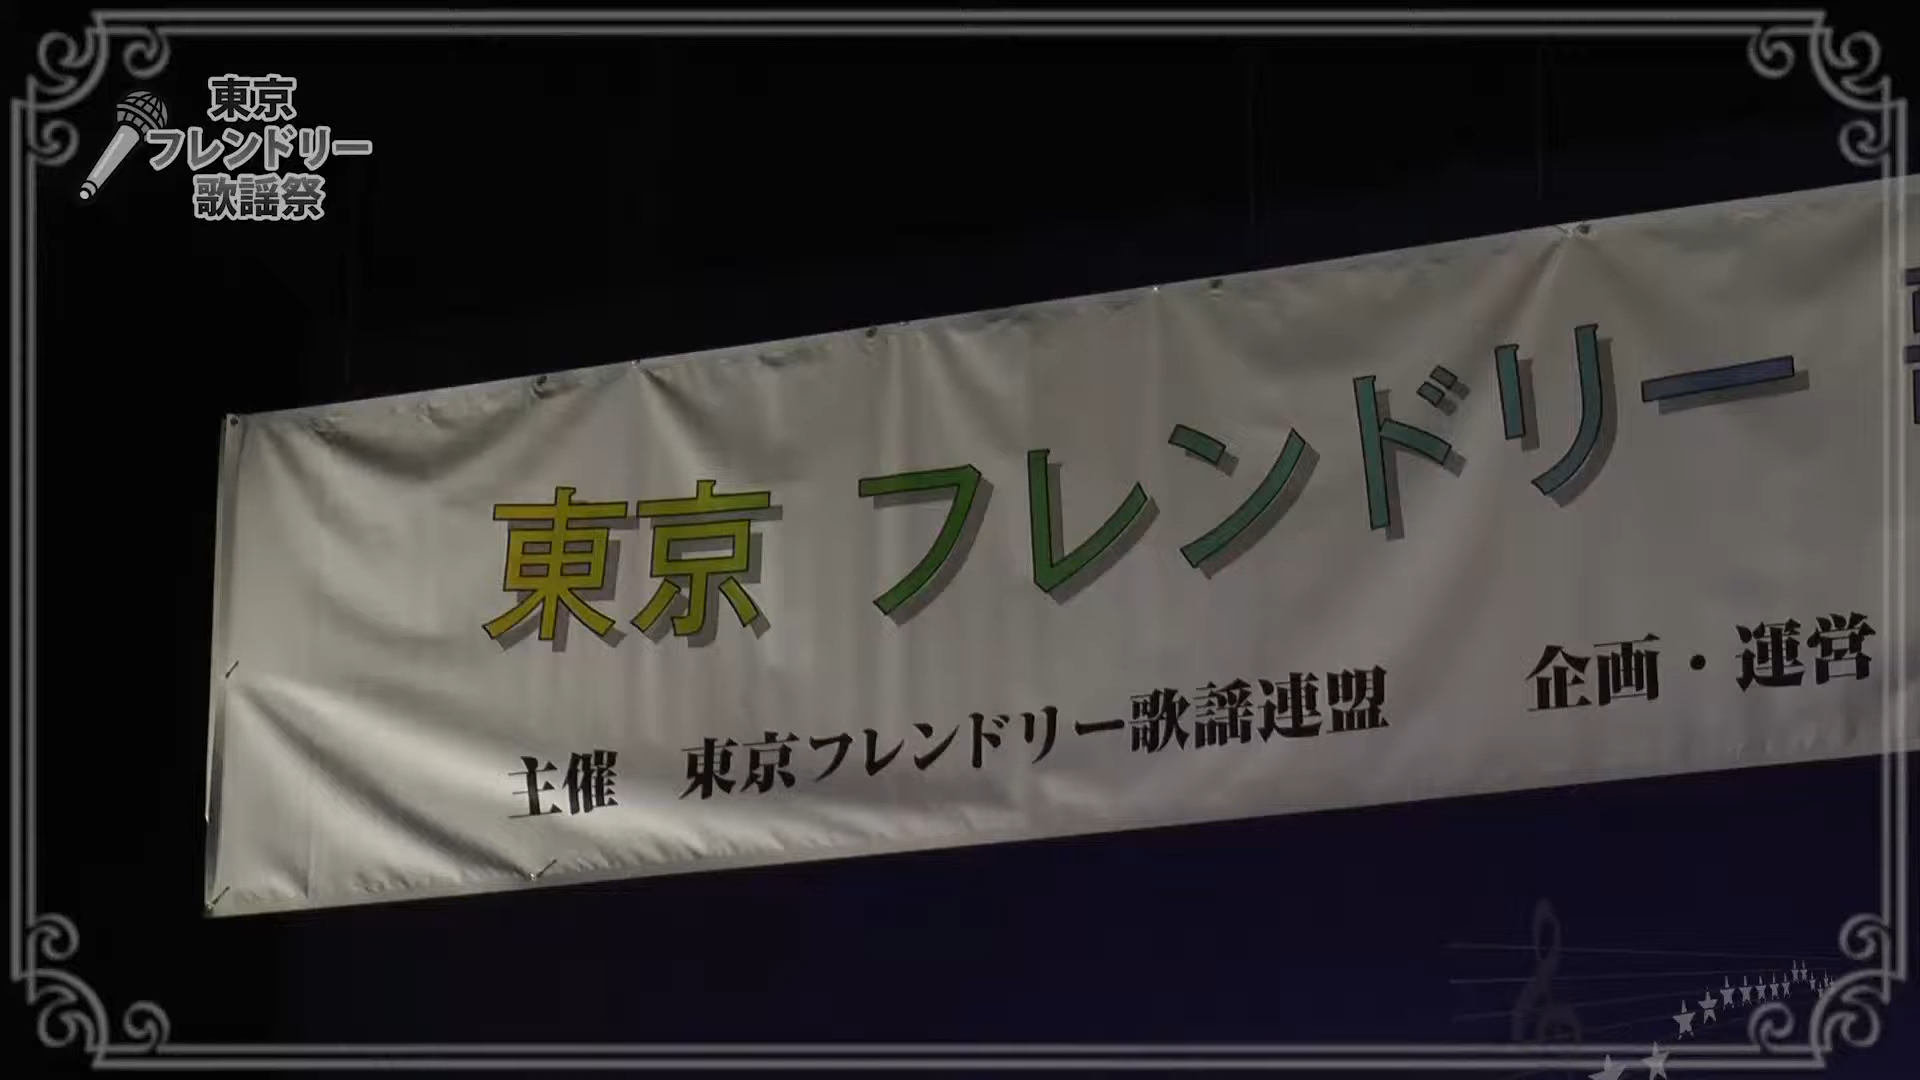 東京
フレンドリー
歌謡祭
東京 フレンドリー
主催 東京フレンドリー歌謡連盟 企画・運営